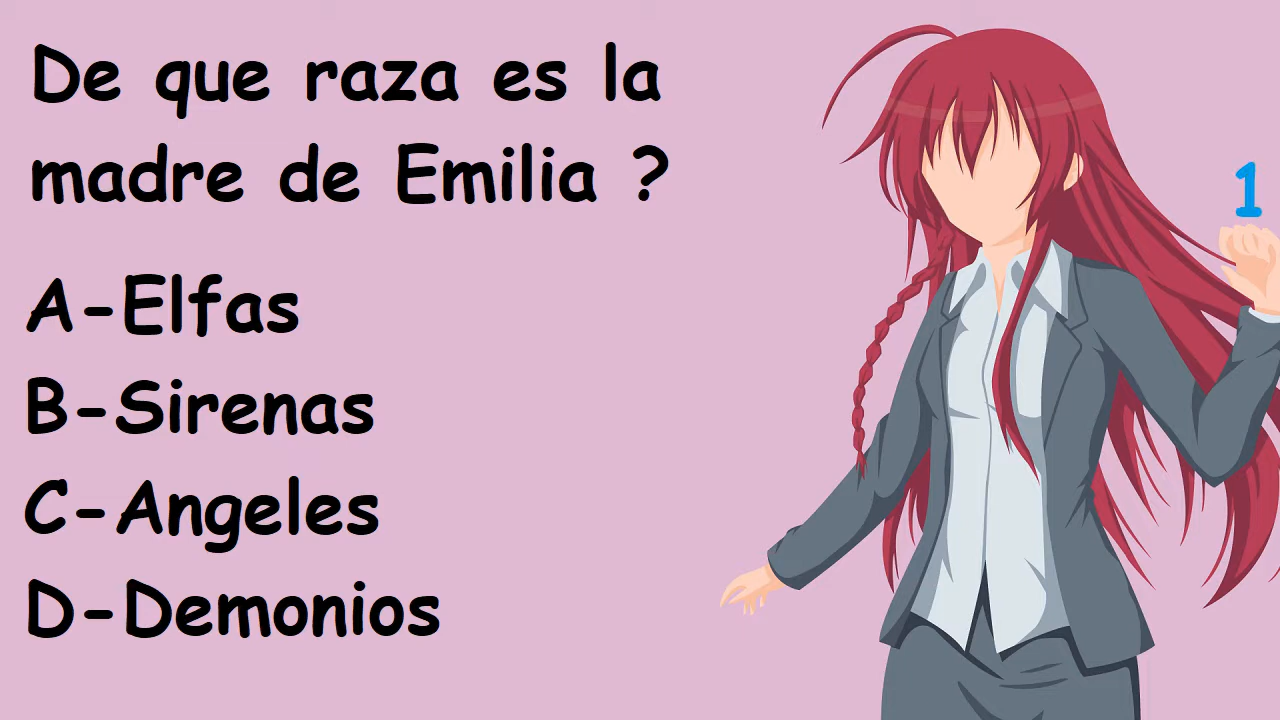 De que raza es la
madre de Emilia ?
1
A-Elfas
B-Sirenas
C-Angeles
D-Demonios